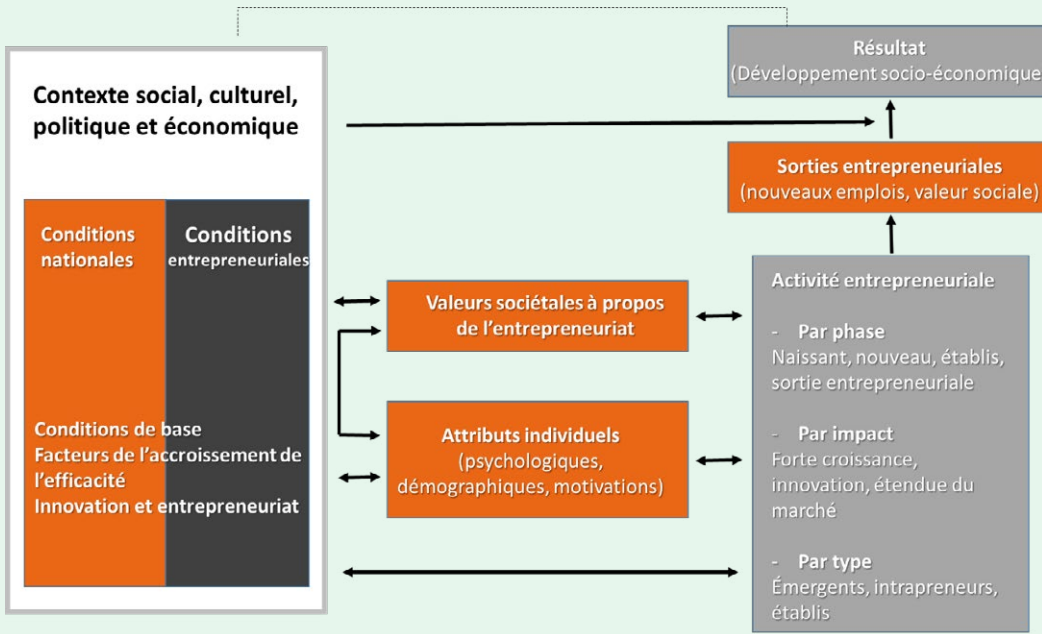 Contexte social, culturel,
politique et économique
Conditions
nationales
Conditions
entrepreneuriales
Conditions de base
Facteurs de l’accroissement de
l’efficacité
Innovation et entrepreneuriat
Valeurs sociétales à propos
de l’entrepreneuriat
Attributs individuels
(psychologiques,
démographiques, motivations)
Résultat
(Développement socio-économique
Sorties entrepreneuriales
(nouveaux emplois, valeur sociale)
Activité entrepreneuriale
- Par phase
Naissant, nouveau, établis,
sortie entrepreneuriale
- Par impact
Forte croissance,
innovation, étendue du
marché
- Par type
Émergents, intrapreneurs,
établis